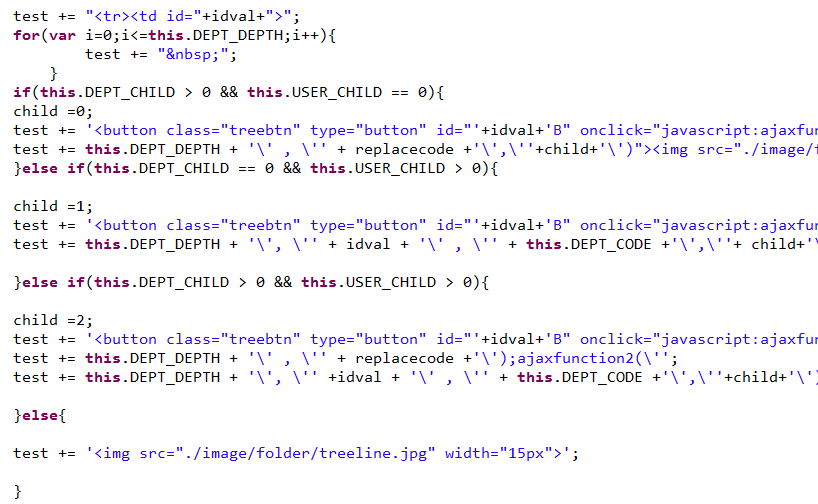 test += "<tr><td id="+idval+">";
for(var i=0;i<=this.DEPT_DEPTH;i++){
test += "&nbsp;";
}
if(this.DEPT_CHILD > 0 && this.USER_CHILD == 0){
child =0;
test += '<button class="treebtn" type="button" id="'+idval+'B" onclick="javascript:ajaxfun
test += this.DEPT_DEPTH + '\' , \'' + replacecode +'\',\''+child+'\')"><img src="./image/f
}else if(this.DEPT_CHILD == 0 && this.USER_CHILD > 0){
child =1;
test += '<button class="treebtn" type="button" id="'+idval+'B" onclick="javascript:ajaxfun
test += this.DEPT_DEPTH + '\', \'' + idval + '\' , \'' + this.DEPT_CODE +'\',\''+ child+'\
}else if(this.DEPT_CHILD > 0 && this.USER_CHILD > 0){
child =2;
test += '<button class="treebtn" type="button" id="'+idval+'B" onclick="javascript:ajaxfun
test += this.DEPT_DEPTH + '\' , \'' + replacecode +'\');ajaxfunction2(\'';
test += this.DEPT_DEPTH + '\', \'' +idval + '\' , \'' + this.DEPT_CODE +'\',\''+child+'\')
}else{
test += '<img src="./image/folder/treeline.jpg" width="15px">';
}